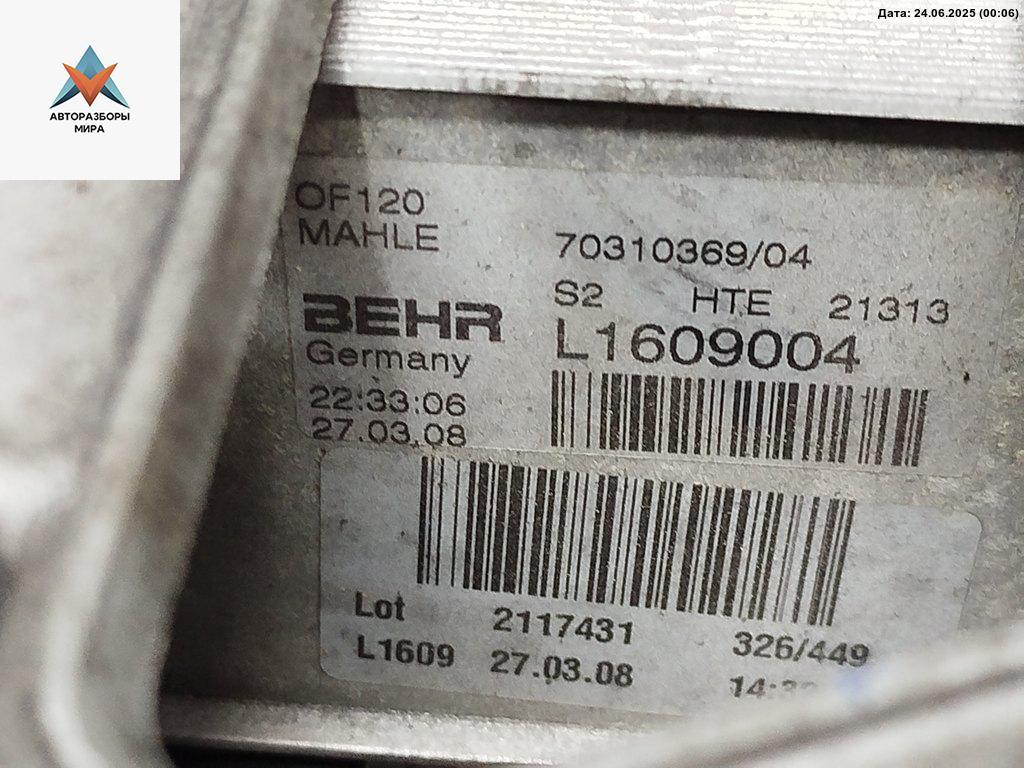 Дата: 24.06.2025 (00:06)
АВТОРАЗБОРЫ
МИРА
OF120
MAHLE
70310369/04
S2 HTE 21313
BEHR
L1609004
Germany
22:33:06
27.03.08
Lot 2117431 326/449
L1609 27.03.08